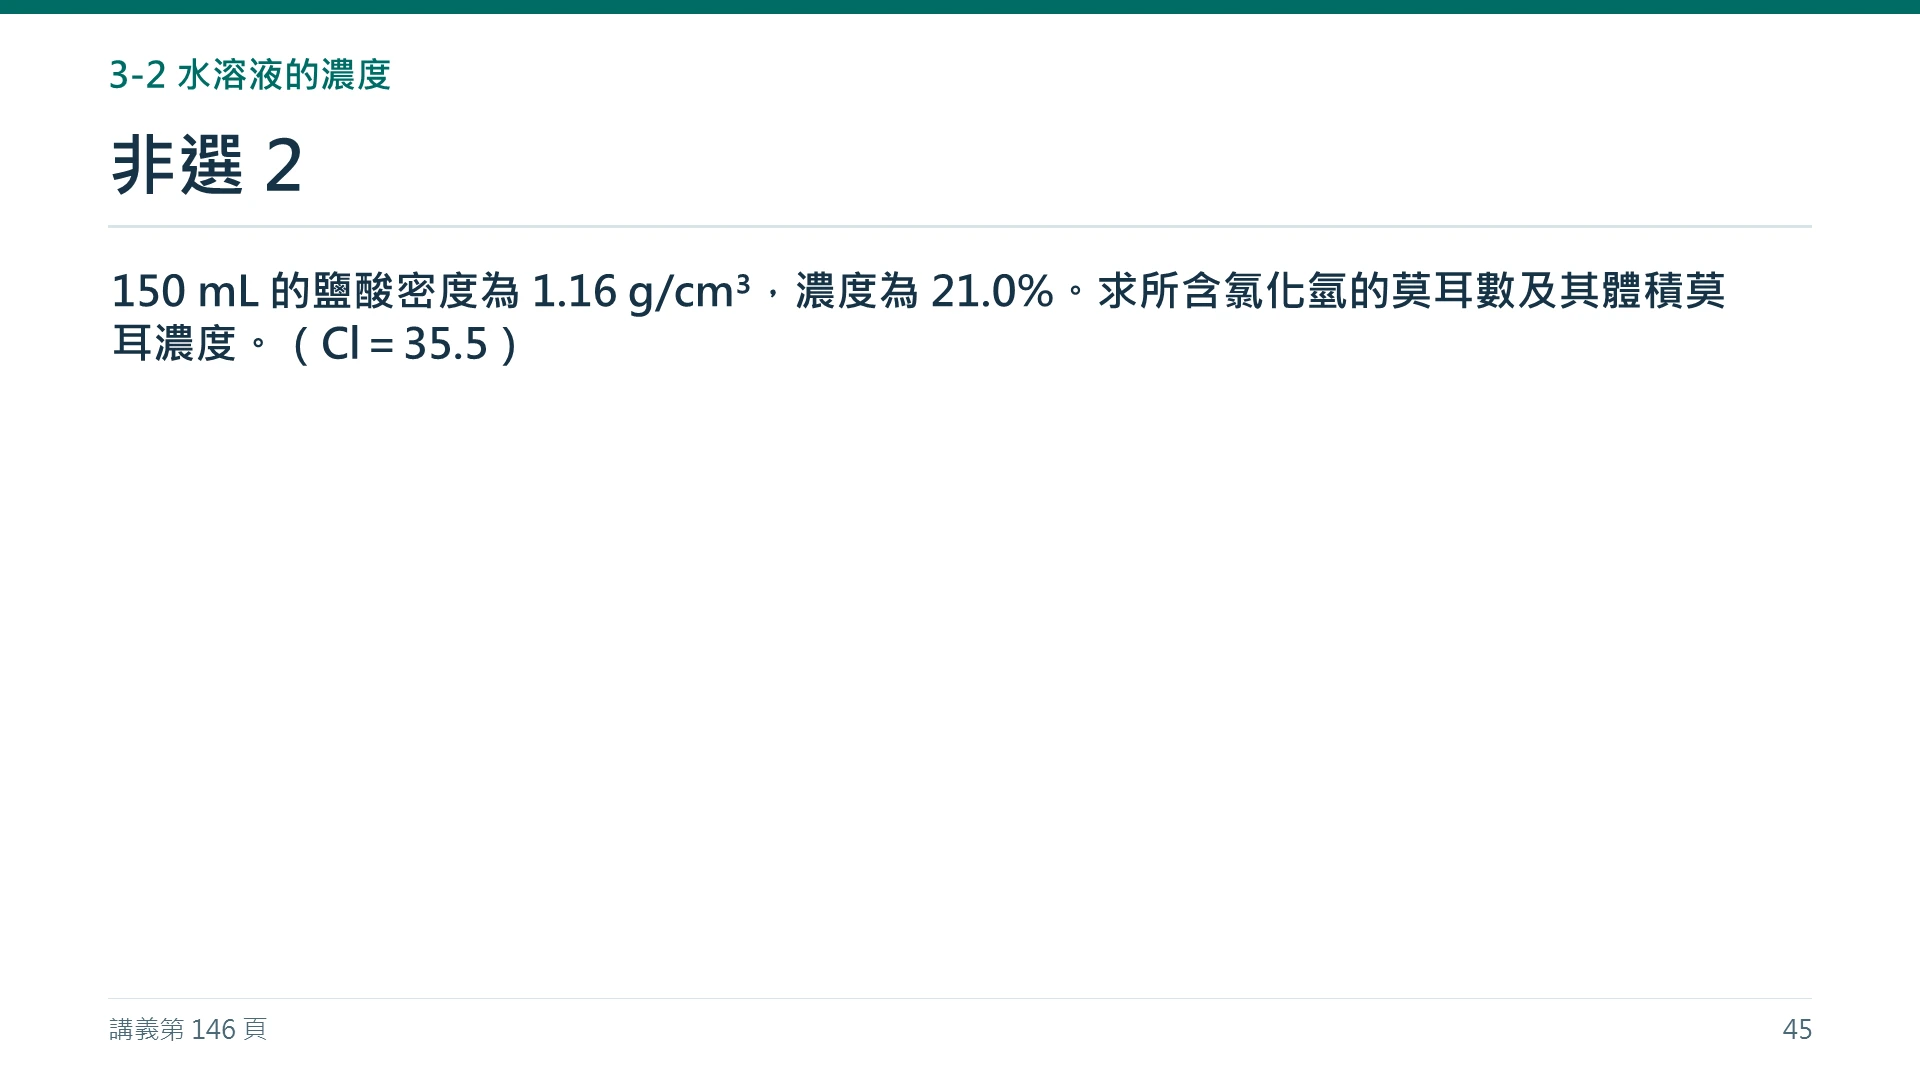 3-2 水溶液的濃度
非選 2
150 mL 的鹽酸密度為 1.16 g/cm³，濃度為 21.0%。求所含氯化氫的莫耳數及其體積莫
耳濃度。（Cl = 35.5）
講義第 146 頁
45